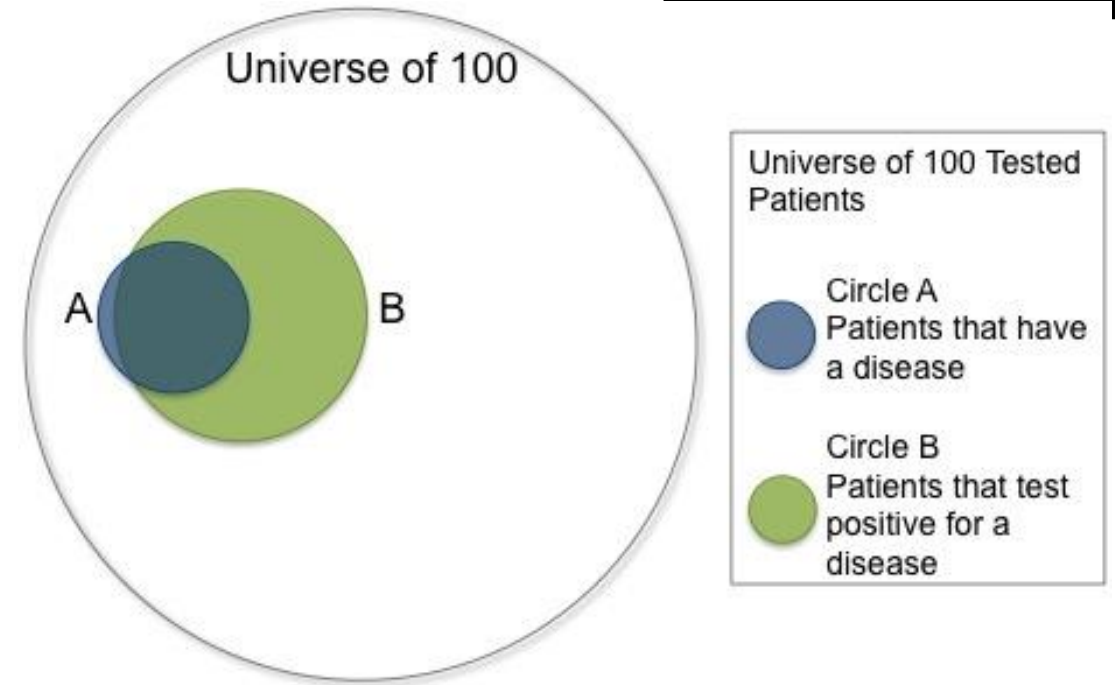 Universe of 100
A
B
Universe of 100 Tested
Patients
Circle A
Patients that have
a disease
Circle B
Patients that test
positive for a
disease